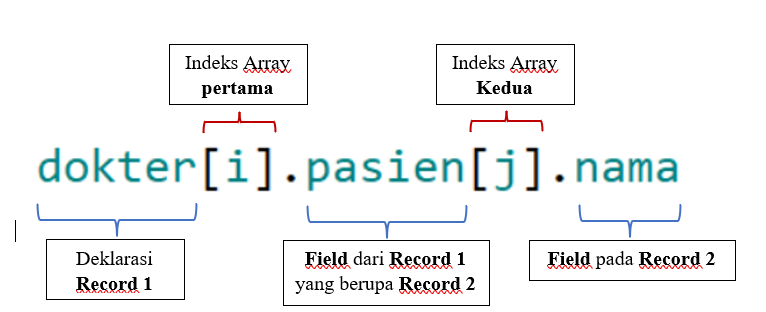 Indeks Array
pertama
Indeks Array
Kedua
dokter[i].pasien[j].nama
Deklarasi
Record 1
Field dari Record 1
yang berupa Record 2
Field pada Record 2